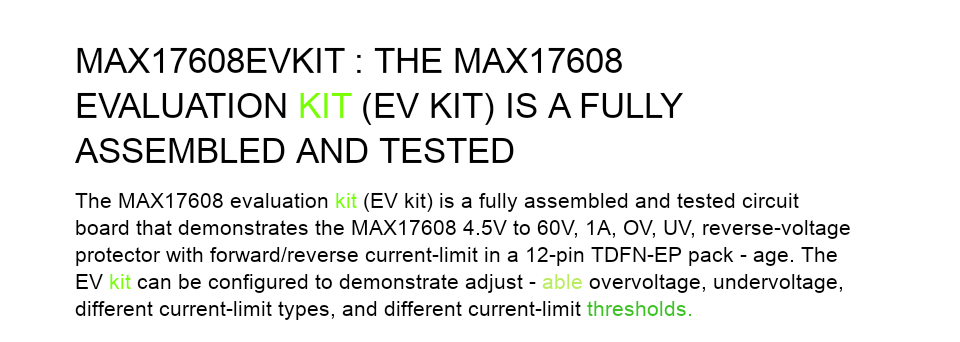 MAX17608EVKIT : THE MAX17608
EVALUATION KIT (EV KIT) IS A FULLY
ASSEMBLED AND TESTED
The MAX17608 evaluation kit (EV kit) is a fully assembled and tested circuit
board that demonstrates the MAX17608 4.5V to 60V, 1A, OV, UV, reverse-voltage
protector with forward/reverse current-limit in a 12-pin TDFN-EP pack - age. The
EV kit can be configured to demonstrate adjust - able overvoltage, undervoltage,
different current-limit types, and different current-limit thresholds.